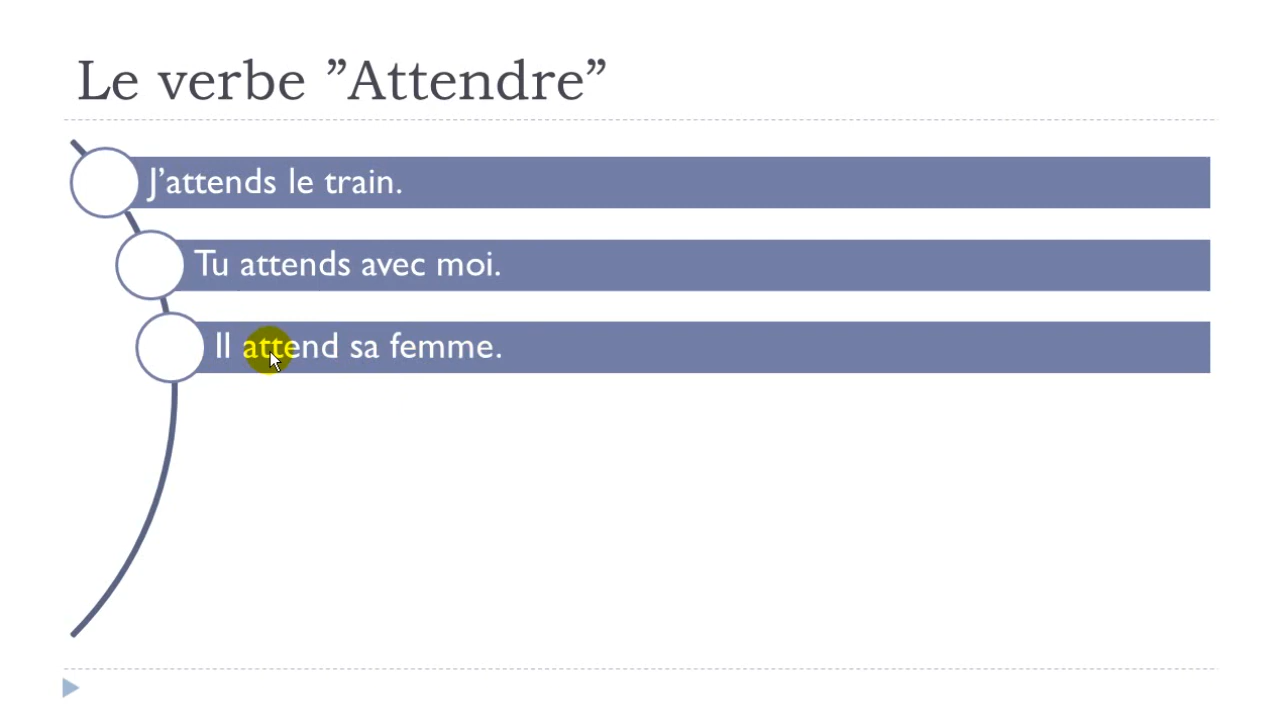 Le verbe ”Attendre”
J’attends le train.
Tu attends avec moi.
Il attend sa femme.